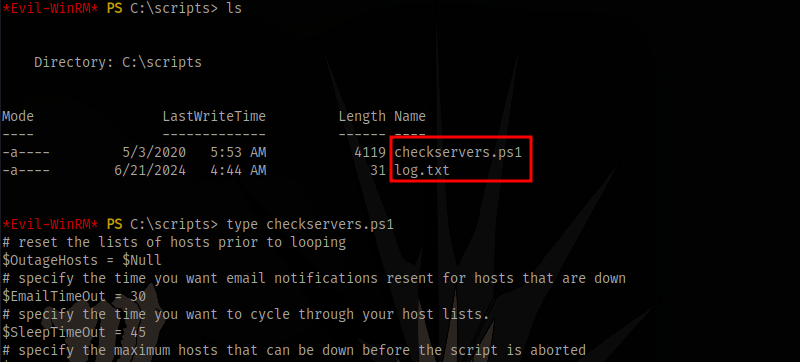 *Evil-WinRM* PS C:\scripts> ls
Directory: C:\scripts
Mode                LastWriteTime         Length Name
----                -------------         ------ ----
-a----         5/3/2020   5:53 AM           4119 checkservers.ps1
-a----        6/21/2024   4:44 AM             31 log.txt
*Evil-WinRM* PS C:\scripts> type checkservers.ps1
# reset the lists of hosts prior to looping
$OutageHosts = $Null
# specify the time you want email notifications resent for hosts that are down
$EmailTimeOut = 30
# specify the time you want to cycle through your host lists.
$SleepTimeOut = 45
# specify the maximum hosts that can be down before the script is aborted